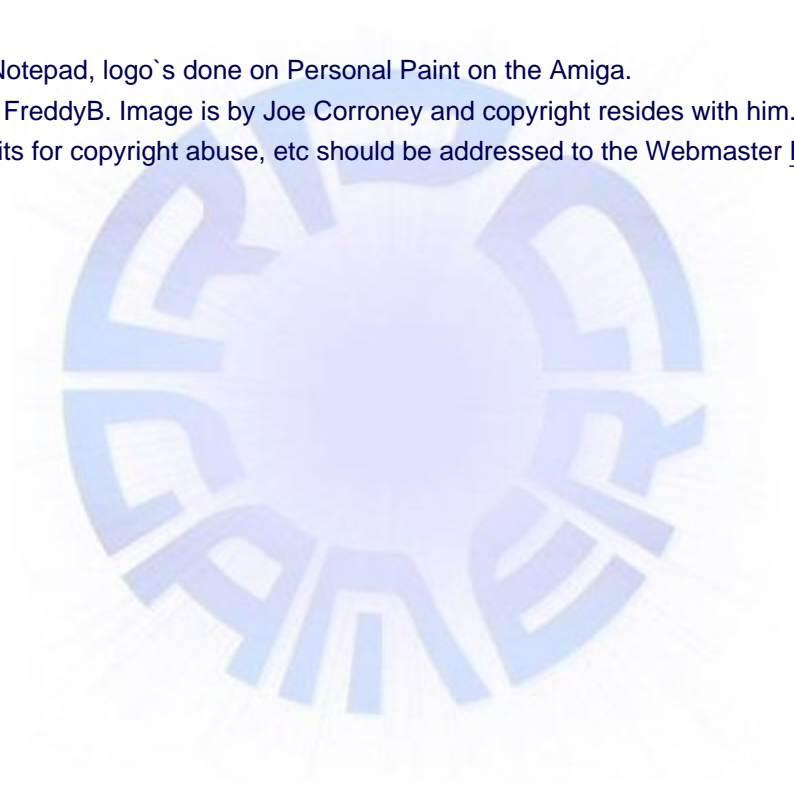 Notepad, logo`s done on Personal Paint on the Amiga.
FreddyB. Image is by Joe Corroney and copyright resides with him.
its for copyright abuse, etc should be addressed to the Webmaster